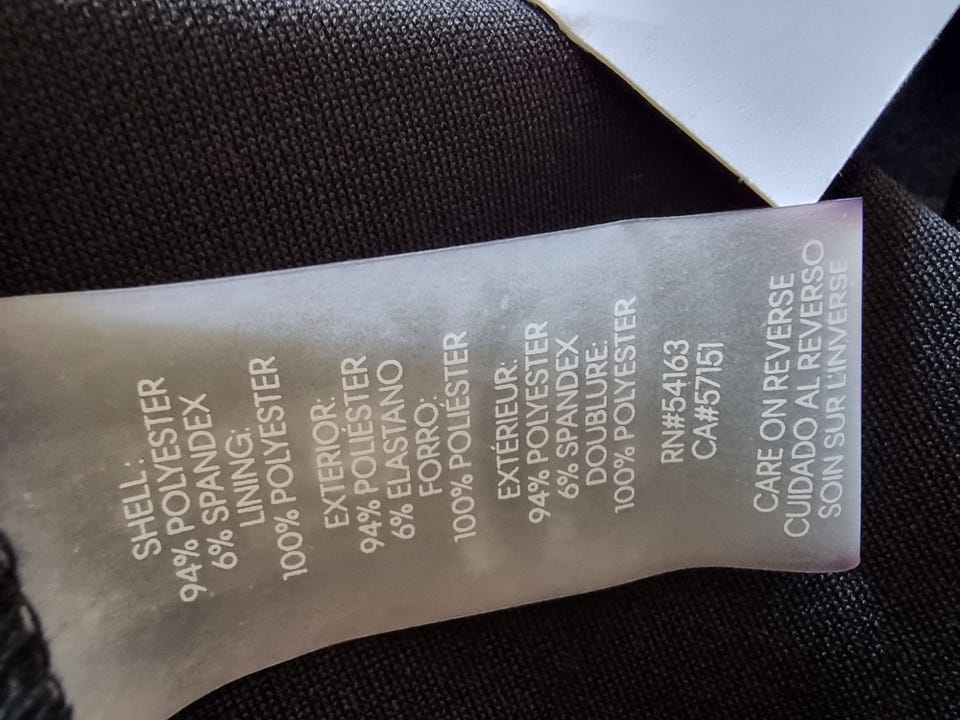 SHELL:
94% POLYESTER
6% SPANDEX
LINING:
100% POLYESTER
EXTERIOR:
94% POLIÉSTER
6% ELASTANO
FORRO:
100% POLIÉSTER
EXTÉRIEUR:
94% POLYESTER
6% SPANDEX
DOUBLURE:
100% POLYESTER
RN#54163
CA#57151
CARE ON REVERSE
CUIDADO AL REVERSO
SOIN SUR L'INVERSE